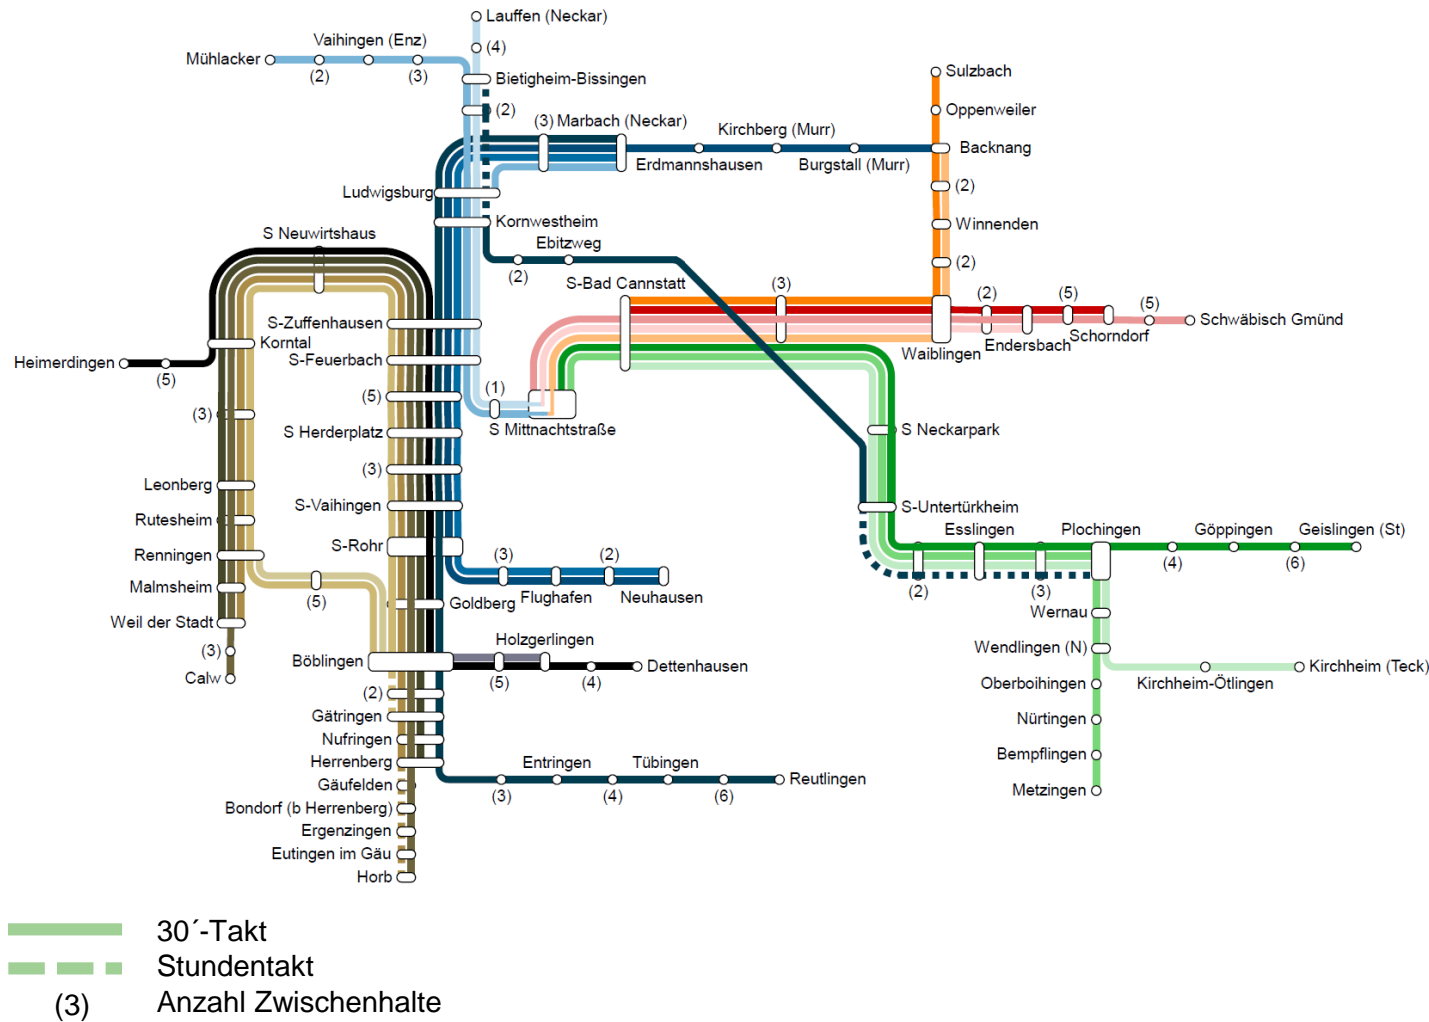 Lauffen (Neckar)
(4)
Vaihingen (Enz)
Mühlacker
(2)
(3)
Bietigheim-Bissingen
(2)
Sulzbach
Oppenweiler
(3) Marbach (Neckar)
Kirchberg (Murr)
Erdmannshausen
Burgstall (Murr)
Backnang
(2)
Winnenden
(2)
Ludwigsburg
Kornwestheim
Ebitzweg
(2)
S Neuwirtshaus
S-Bad Cannstatt
(3)
(2)
(5)
(5)
Schwäbisch Gmünd
Schorndorf
Endersbach
Waiblingen
S-Zuffenhausen
Korntal
S-Feuerbach
Heimerdingen
(5)
(5)
(1)
S Mittnachtstraße
(3)
S Herderplatz
(3)
S Neckarpark
Leonberg
S-Vaihingen
S-Untertürkheim
Rutesheim
Esslingen
Plochingen
Göppingen
Geislingen (St)
Renningen
S-Rohr
(3)
(2)
(2)
(3)
(4)
(6)
Malmsheim
(5)
Flughafen
Neuhausen
Goldberg
Wernau
Weil der Stadt
(3)
Calw
Holzgerlingen
Böblingen
(5)
(4)
Dettenhausen
Wendlingen (N)
Kirchheim (Teck)
Kirchheim-Ötlingen
Oberboihingen
(2)
Gätringen
Nürtingen
Nufringen
Herrenberg
Bempflingen
Entringen
Tübingen
Reutlingen
(3)
(4)
(6)
Metzingen
Gäufelden
Bondorf (b Herrenberg)
Ergenzingen
Eutingen im Gäu
Horb
30´-Takt
Stundentakt
(3) Anzahl Zwischenhalte